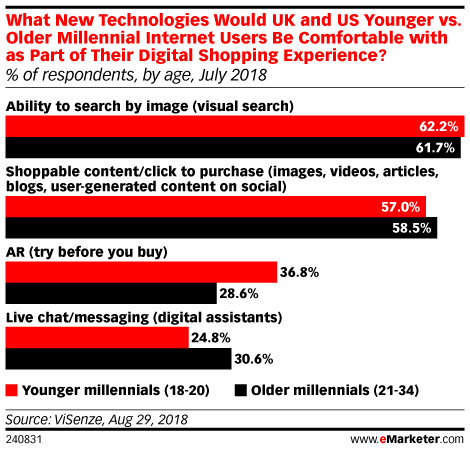 What New Technologies Would UK and US Younger vs.
Older Millennial Internet Users Be Comfortable with
as Part of Their Digital Shopping Experience?
% of respondents, by age, July 2018
Ability to search by image (visual search)
62.2%
61.7%
Shoppable content/click to purchase (images, videos, articles,
blogs, user-generated content on social)
57.0%
58.5%
AR (try before you buy)
36.8%
28.6%
Live chat/messaging (digital assistants)
24.8%
30.6%
Younger millennials (18-20) Older millennials (21-34)
Source: ViSenze, Aug 29, 2018
240831 www.eMarketer.com